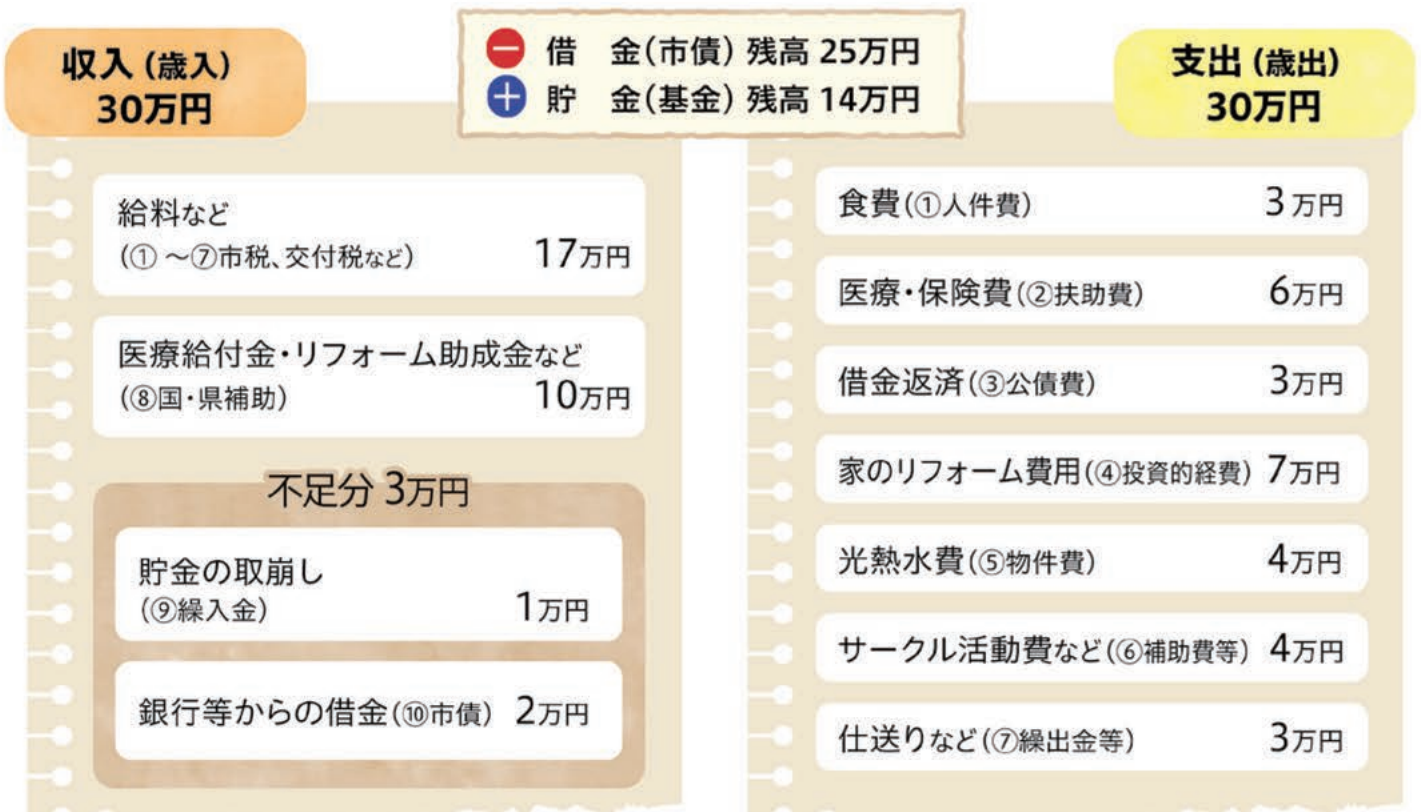 収入(歳入)
30万円
借　金(市債) 残高 25万円
貯　金(基金) 残高 14万円
支出(歳出)
30万円
給料など
(①～⑦市税、交付税など) 17万円
医療給付金・リフォーム助成金など
(⑧国・県補助) 10万円
不足分 3万円
貯金の取崩し
(⑨繰入金) 1万円
銀行等からの借金(⑩市債) 2万円
食費(①人件費) 3万円
医療・保険費(②扶助費) 6万円
借金返済(③公債費) 3万円
家のリフォーム費用(④投資的経費) 7万円
光熱水費(⑤物件費) 4万円
サークル活動費など(⑥補助費等) 4万円
仕送りなど(⑦繰出金等) 3万円